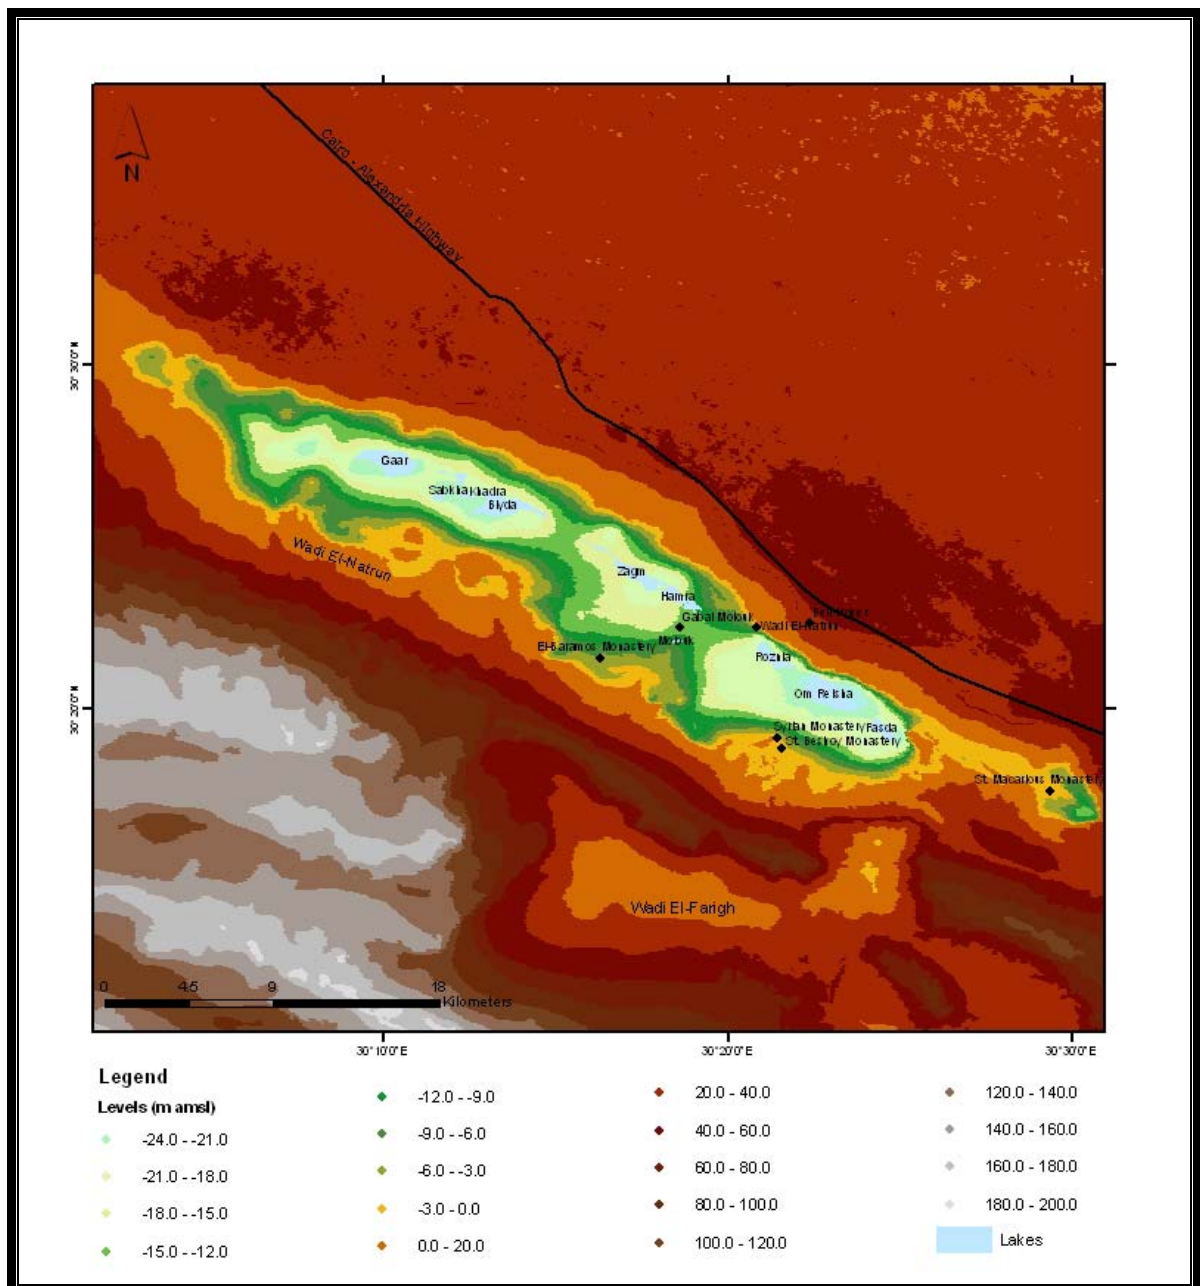 N
Cairo - Alexandria Highway
30°30'0"N
Gaar
Sabkha Khadra
Biyda
Wadi El-Natrun
Zagm
Hamra
Gabal Molouk
Wadi El-Natrun
Molouk
El-Baramos Monastery
Roznia
30°20'0"N
Om Reisha
Syrian Monastery
Fasda
St. Beshoy Monastery
St. Macarious Monastery
Wadi El-Farigh
0 4.5 9 18
Kilometers
30°10'0"E 30°20'0"E 30°30'0"E
Legend
Levels (m amsl)
-24.0 - -21.0
-21.0 - -18.0
-18.0 - -15.0
-15.0 - -12.0
-12.0 - -9.0
-9.0 - -6.0
-6.0 - -3.0
-3.0 - 0.0
0.0 - 20.0
20.0 - 40.0
40.0 - 60.0
60.0 - 80.0
80.0 - 100.0
100.0 - 120.0
120.0 - 140.0
140.0 - 160.0
160.0 - 180.0
180.0 - 200.0
Lakes